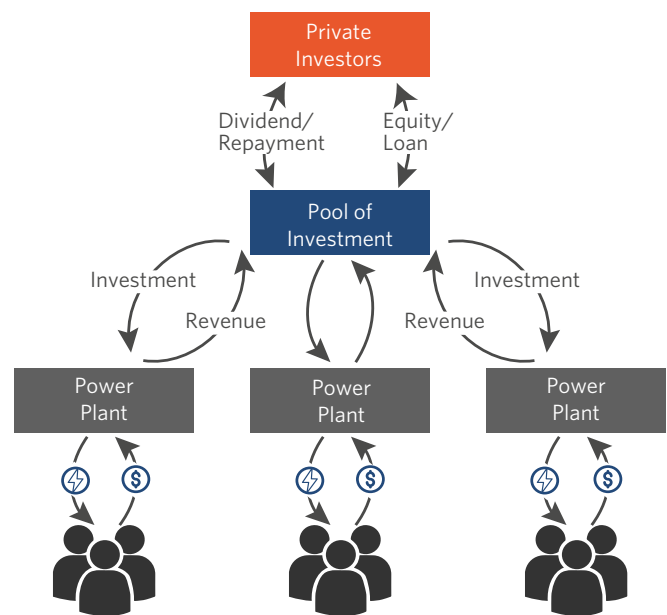 Private
Investors
Dividend/
Repayment
Equity/
Loan
Pool of
Investment
Investment
Revenue
Revenue
Investment
Power
Plant
Power
Plant
Power
Plant
$
$
$